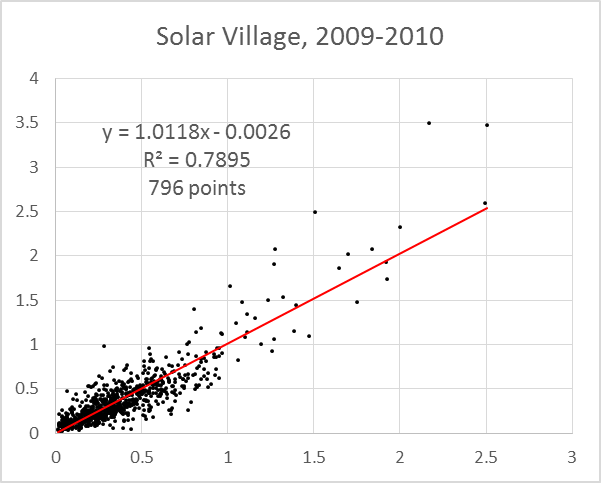 Solar Village, 2009-2010
4
3.5
y = 1.0118x - 0.0026
R² = 0.7895
796 points
3
2.5
2
1.5
1
0.5
0
0 0.5 1 1.5 2 2.5 3